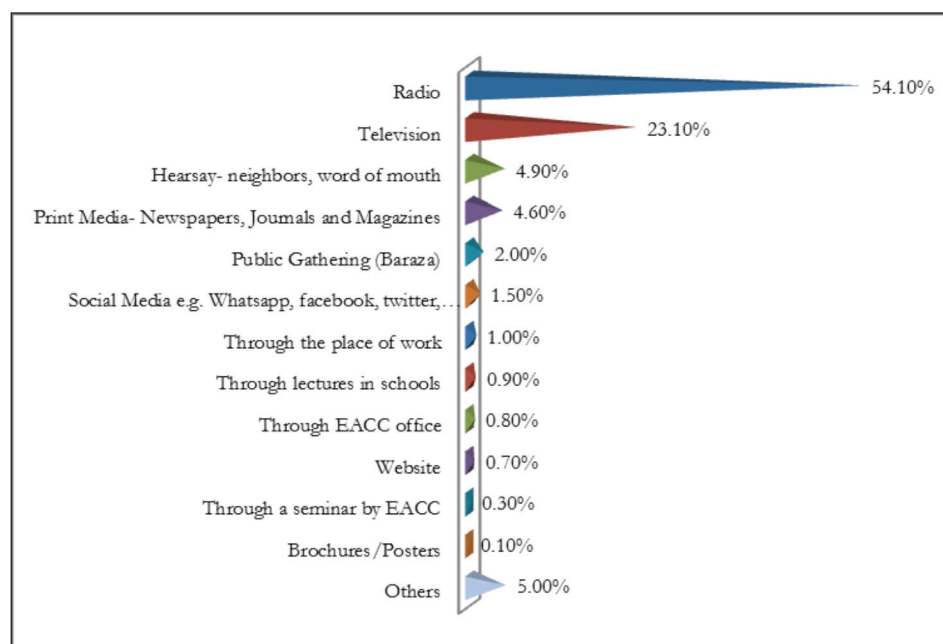 Radio 54.10%
Television 23.10%
Hearsay- neighbors, word of mouth 4.90%
Print Media- Newspapers, Journals and Magazines 4.60%
Public Gathering (Baraza) 2.00%
Social Media e.g. Whatsapp, facebook, twitter,… 1.50%
Through the place of work 1.00%
Through lectures in schools 0.90%
Through EACC office 0.80%
Website 0.70%
Through a seminar by EACC 0.30%
Brochures/Posters 0.10%
Others 5.00%